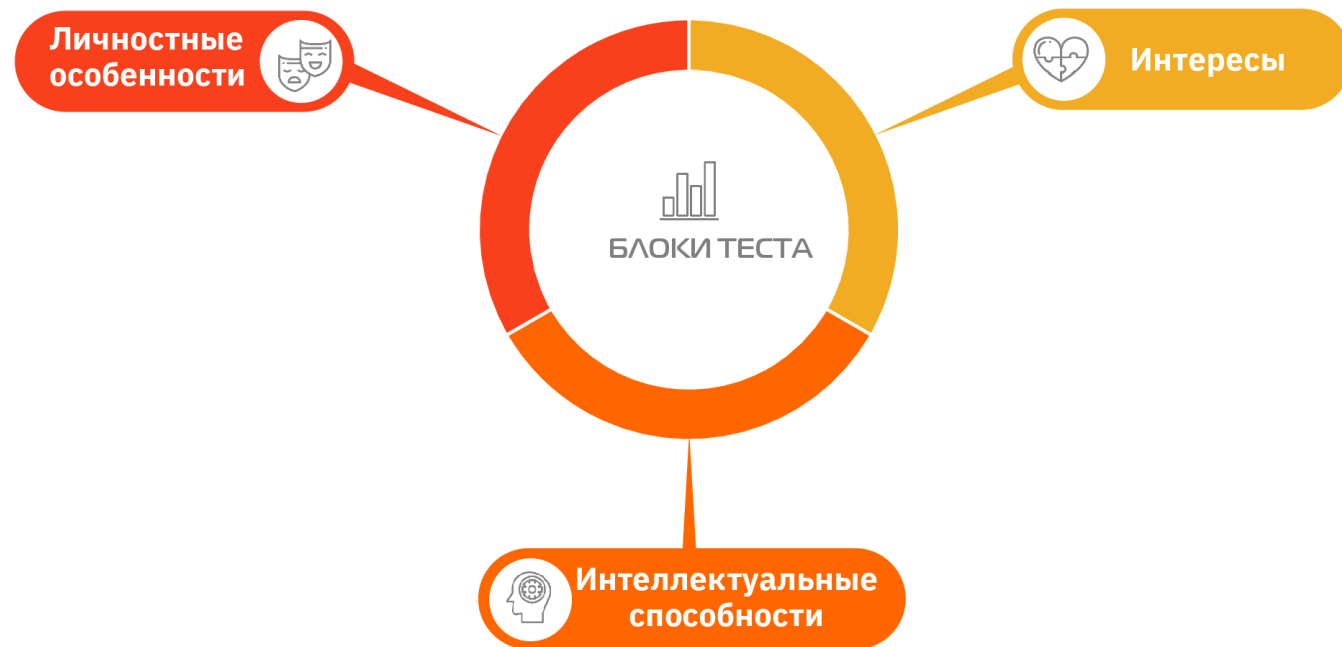 Личностные
особенности
Интересы
БЛОКИ ТЕСТА
Интеллектуальные
способности